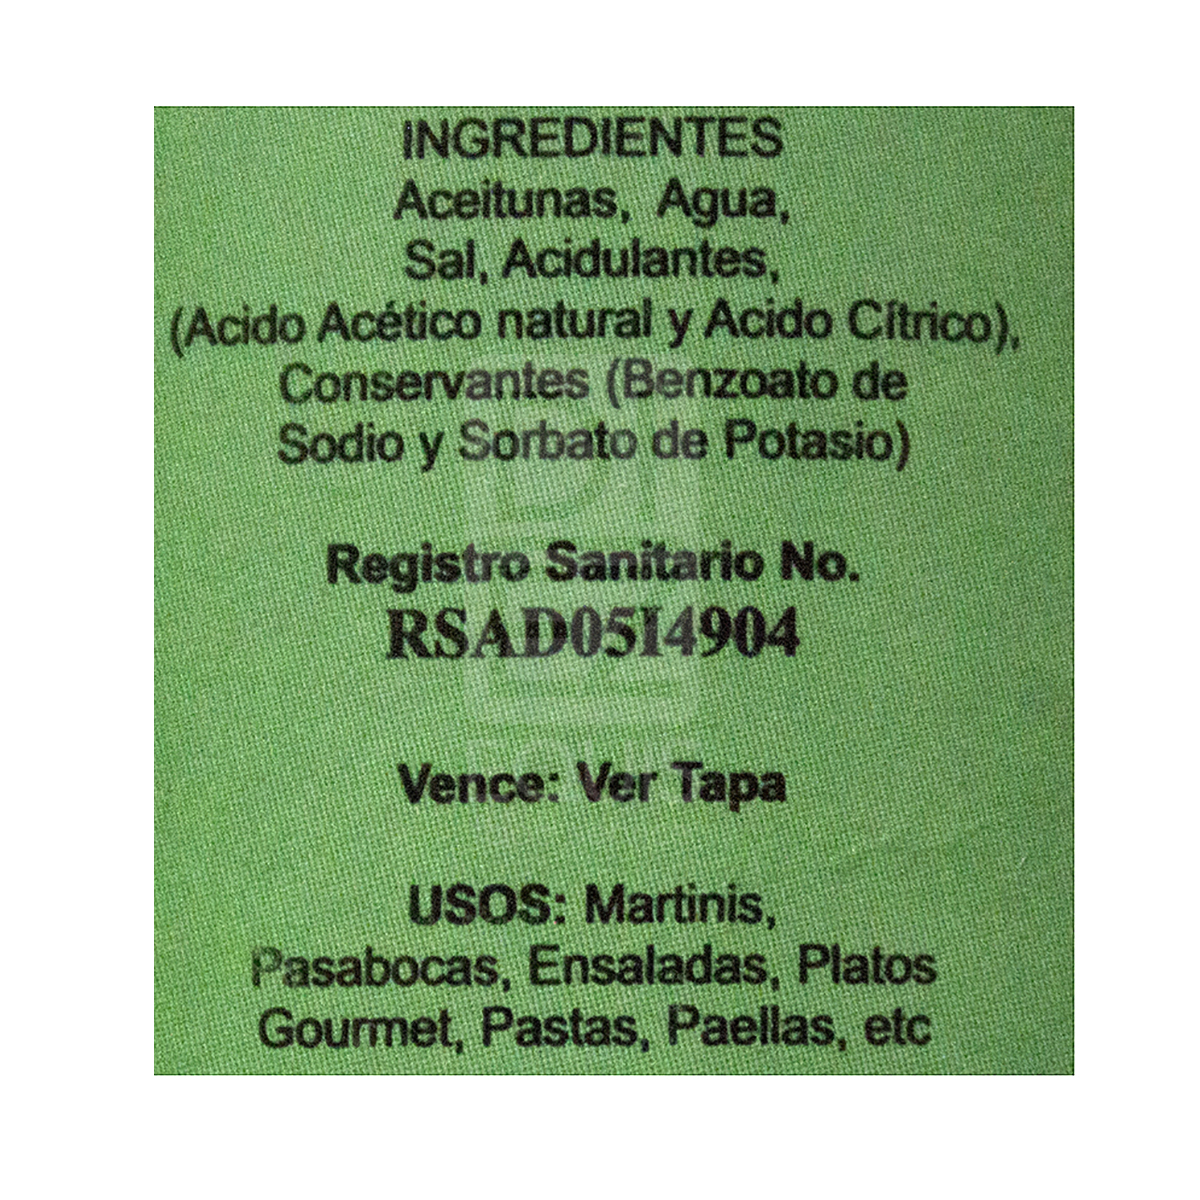 INGREDIENTES
Aceitunas, Agua,
Sal, Acidulantes,
(Acido Acético natural y Acido Cítrico),
Conservantes (Benzoato de
Sodio y Sorbato de Potasio)
Registro Sanitario No.
RSAD05I4904
Vence: Ver Tapa
USOS: Martinis,
Pasabocas, Ensaladas, Platos
Gourmet, Pastas, Paellas, etc